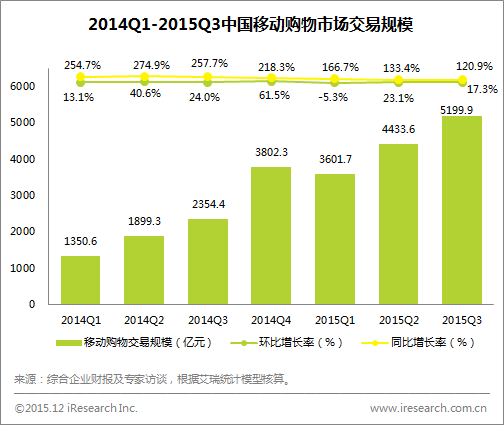 2014Q1-2015Q3中国移动购物市场交易规模
254.7% 274.9% 257.7% 218.3% 166.7% 133.4% 120.9%
13.1% 40.6% 24.0% 61.5% -5.3% 23.1% 17.3%
6000
5000
4000
3000
2000
1000
0
1350.6 1899.3 2354.4 3802.3 3601.7 4433.6 5199.9
2014Q1 2014Q2 2014Q3 2014Q4 2015Q1 2015Q2 2015Q3
移动购物交易规模（亿元） 环比增长率（%） 同比增长率（%）
来源：综合企业财报及专家访谈，根据艾瑞统计模型核算。
©2015.12 iResearch Inc. www.iresearch.com.cn